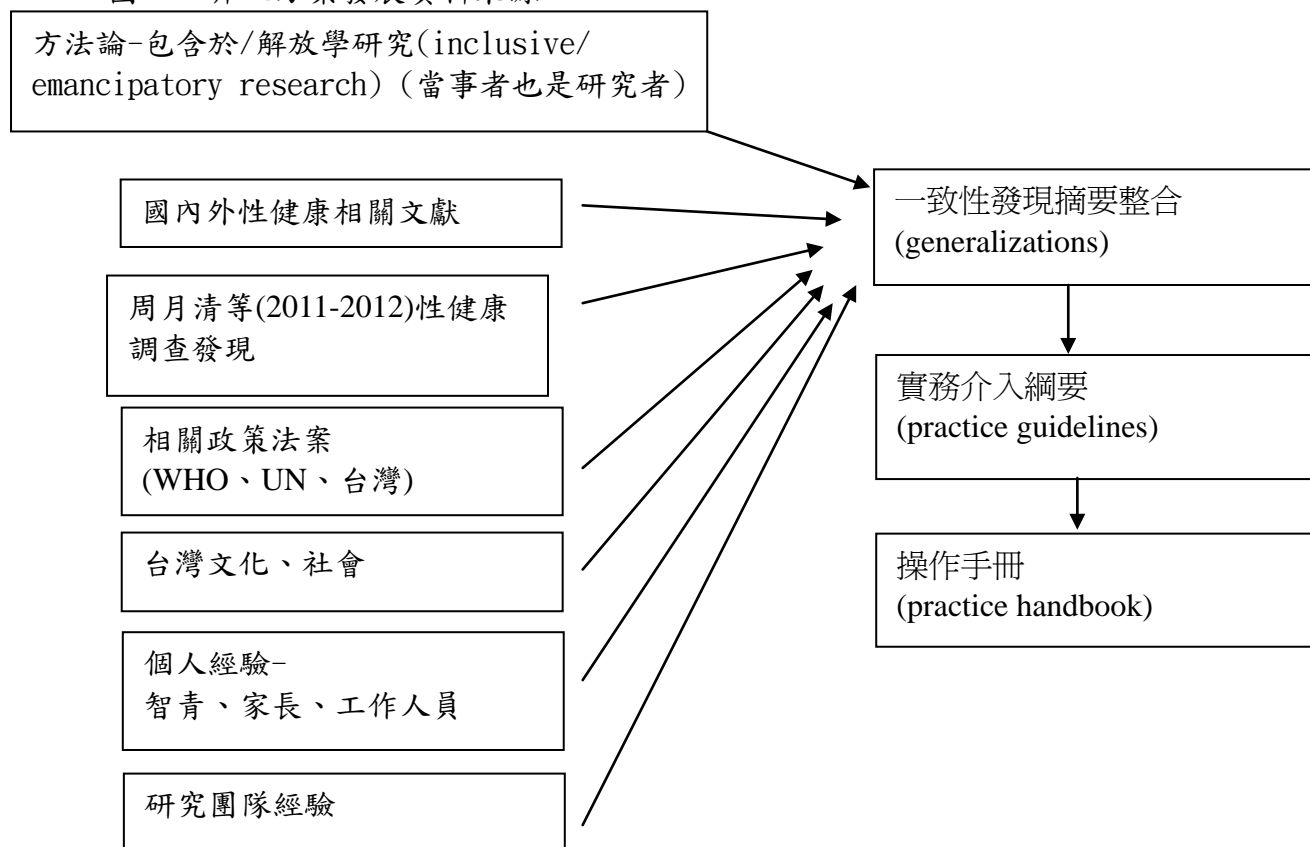 方法論-包含於/解放學研究(inclusive/
emancipatory research) (當事者也是研究者)
國內外性健康相關文獻
周月清等(2011-2012)性健康
調查發現
相關政策法案
(WHO、UN、台灣)
台灣文化、社會
個人經驗-
智青、家長、工作人員
研究團隊經驗
一致性發現摘要整合
(generalizations)
實務介入綱要
(practice guidelines)
操作手冊
(practice handbook)